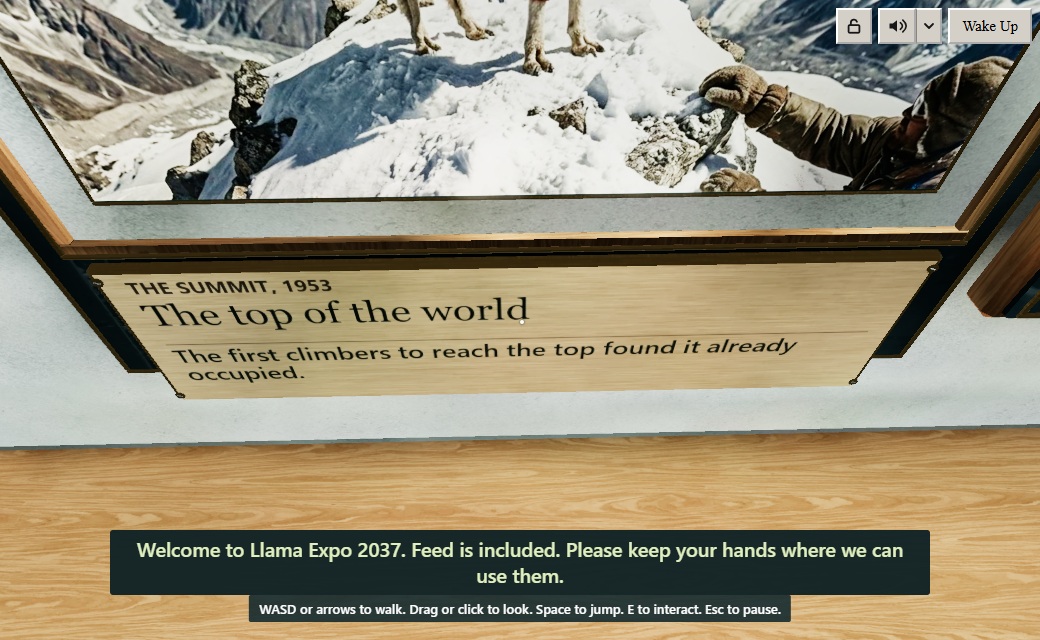 Wake Up
THE SUMMIT, 1953
The top of the world
The first climbers to reach the top found it already
occupied.
Welcome to Llama Expo 2037. Feed is included. Please keep your hands where we can
use them.
WASD or arrows to walk. Drag or click to look. Space to jump. E to interact. Esc to pause.